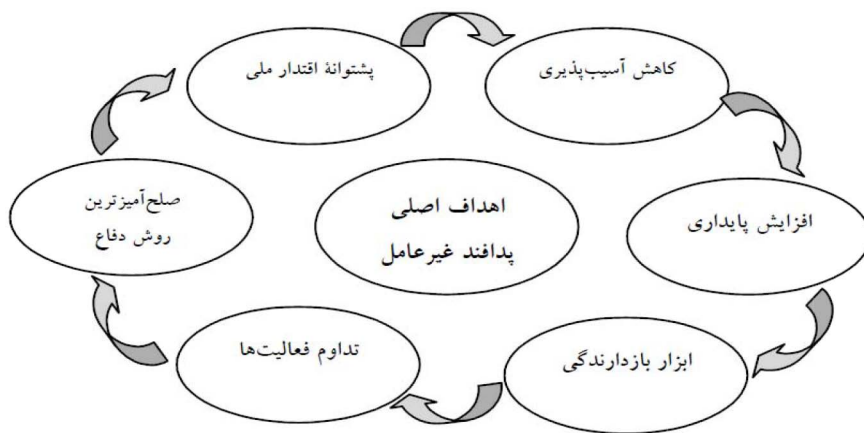 پشتوانهٔ اقتدار ملی
کاهش آسیب‌پذیری
صلح‌آمیزترین
روش دفاع
اهداف اصلی
پدافند غیرعامل
افزایش پایداری
تداوم فعالیت‌ها
ابزار بازدارندگی